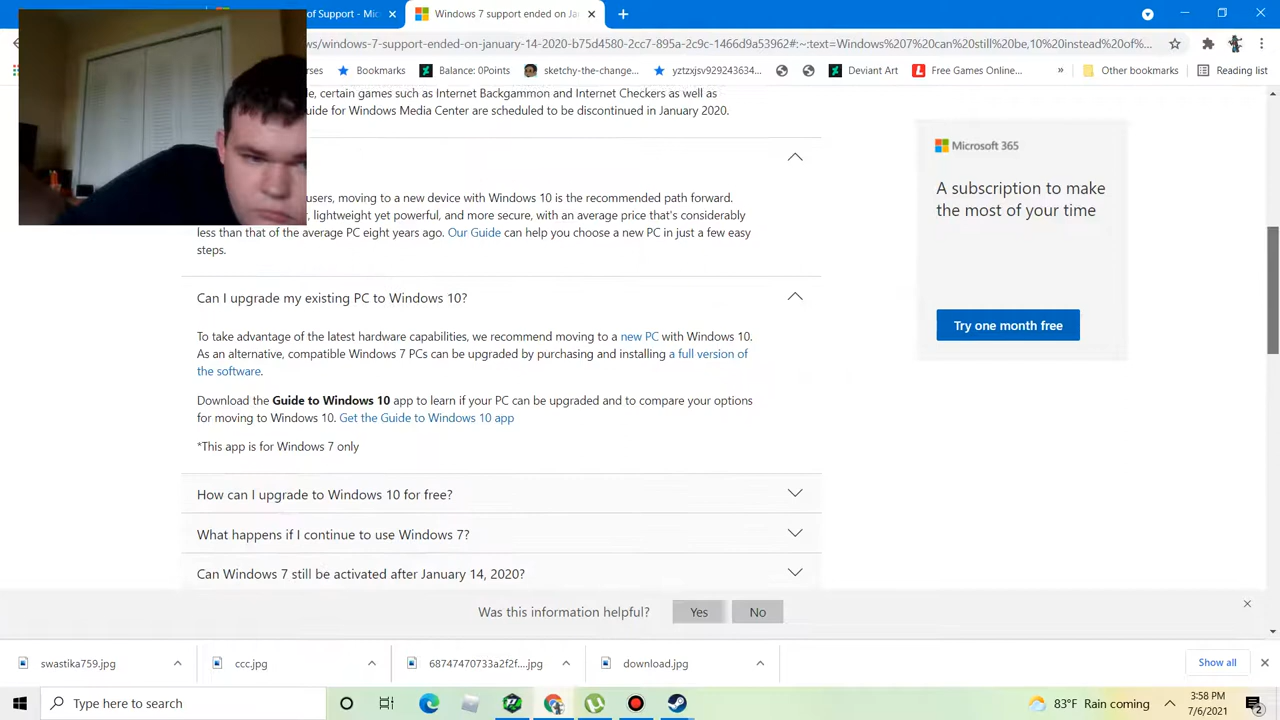 of Support - Mic
Windows 7 support ended on Ja
ws/windows-7-support-ended-on-january-14-2020-b75d4580-2cc7-895a-2c9c-1466d9a53962#:~:text=Windows%207%20can%20still%20be,10%20instead%20of%...
rses
Bookmarks
Balance: 0Points
sketchy-the-change...
yztzxjsv929243634...
Deviant Art
Free Games Online...
»
Other bookmarks
Reading list
certain games such as Internet Backgammon and Internet Checkers as well as
uide for Windows Media Center are scheduled to be discontinued in January 2020.
users, moving to a new device with Windows 10 is the recommended path forward.
lightweight yet powerful, and more secure, with an average price that's considerably
less than that of the average PC eight years ago. Our Guide can help you choose a new PC in just a few easy
steps.
Can I upgrade my existing PC to Windows 10?
To take advantage of the latest hardware capabilities, we recommend moving to a new PC with Windows 10.
As an alternative, compatible Windows 7 PCs can be upgraded by purchasing and installing a full version of
the software.
Download the Guide to Windows 10 app to learn if your PC can be upgraded and to compare your options
for moving to Windows 10. Get the Guide to Windows 10 app
*This app is for Windows 7 only
How can I upgrade to Windows 10 for free?
What happens if I continue to use Windows 7?
Can Windows 7 still be activated after January 14, 2020?
Microsoft 365
A subscription to make
the most of your time
Try one month free
Was this information helpful?
Yes
No
swastika759.jpg
ccc.jpg
68747470733a2f2f....jpg
download.jpg
Show all
Type here to search
83°F Rain coming
3:58 PM
7/6/2021
2